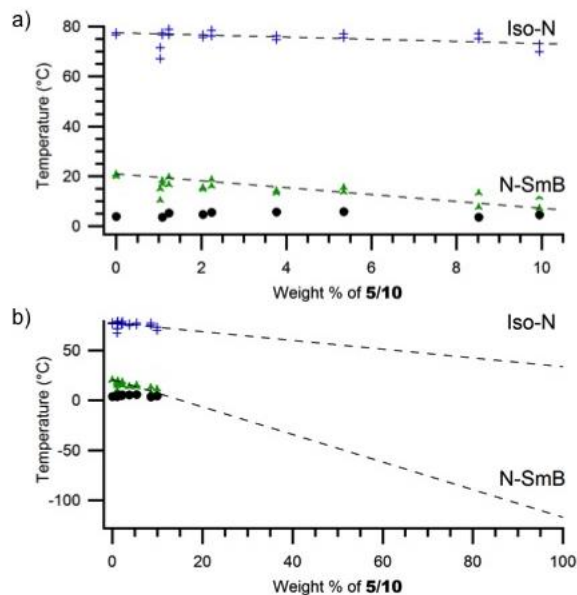 a)
80
Iso-N
60
Temperature (°C)
40
20
N-SmB
0
0 2 4 6 8 10
Weight % of 5/10
b)
Iso-N
50
Temperature (°C)
0
-100
N-SmB
0 20 40 60 80 100
Weight % of 5/10